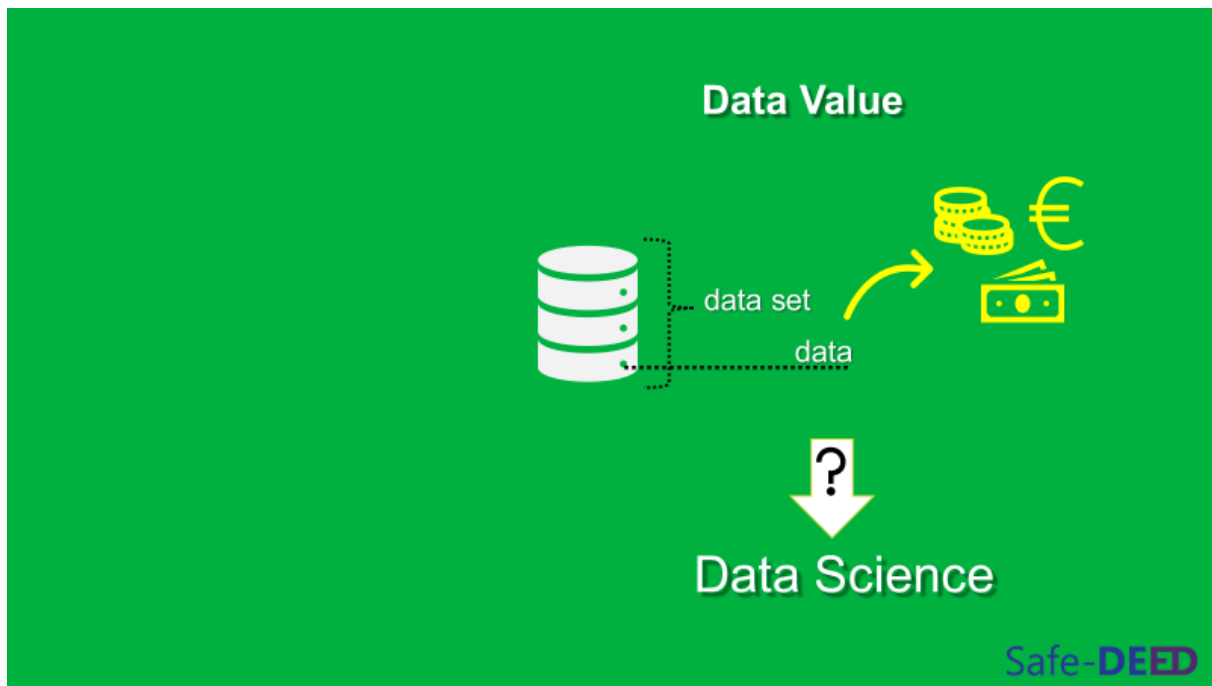 Data Value
€
data set
data
?
Data Science
Safe-DEED